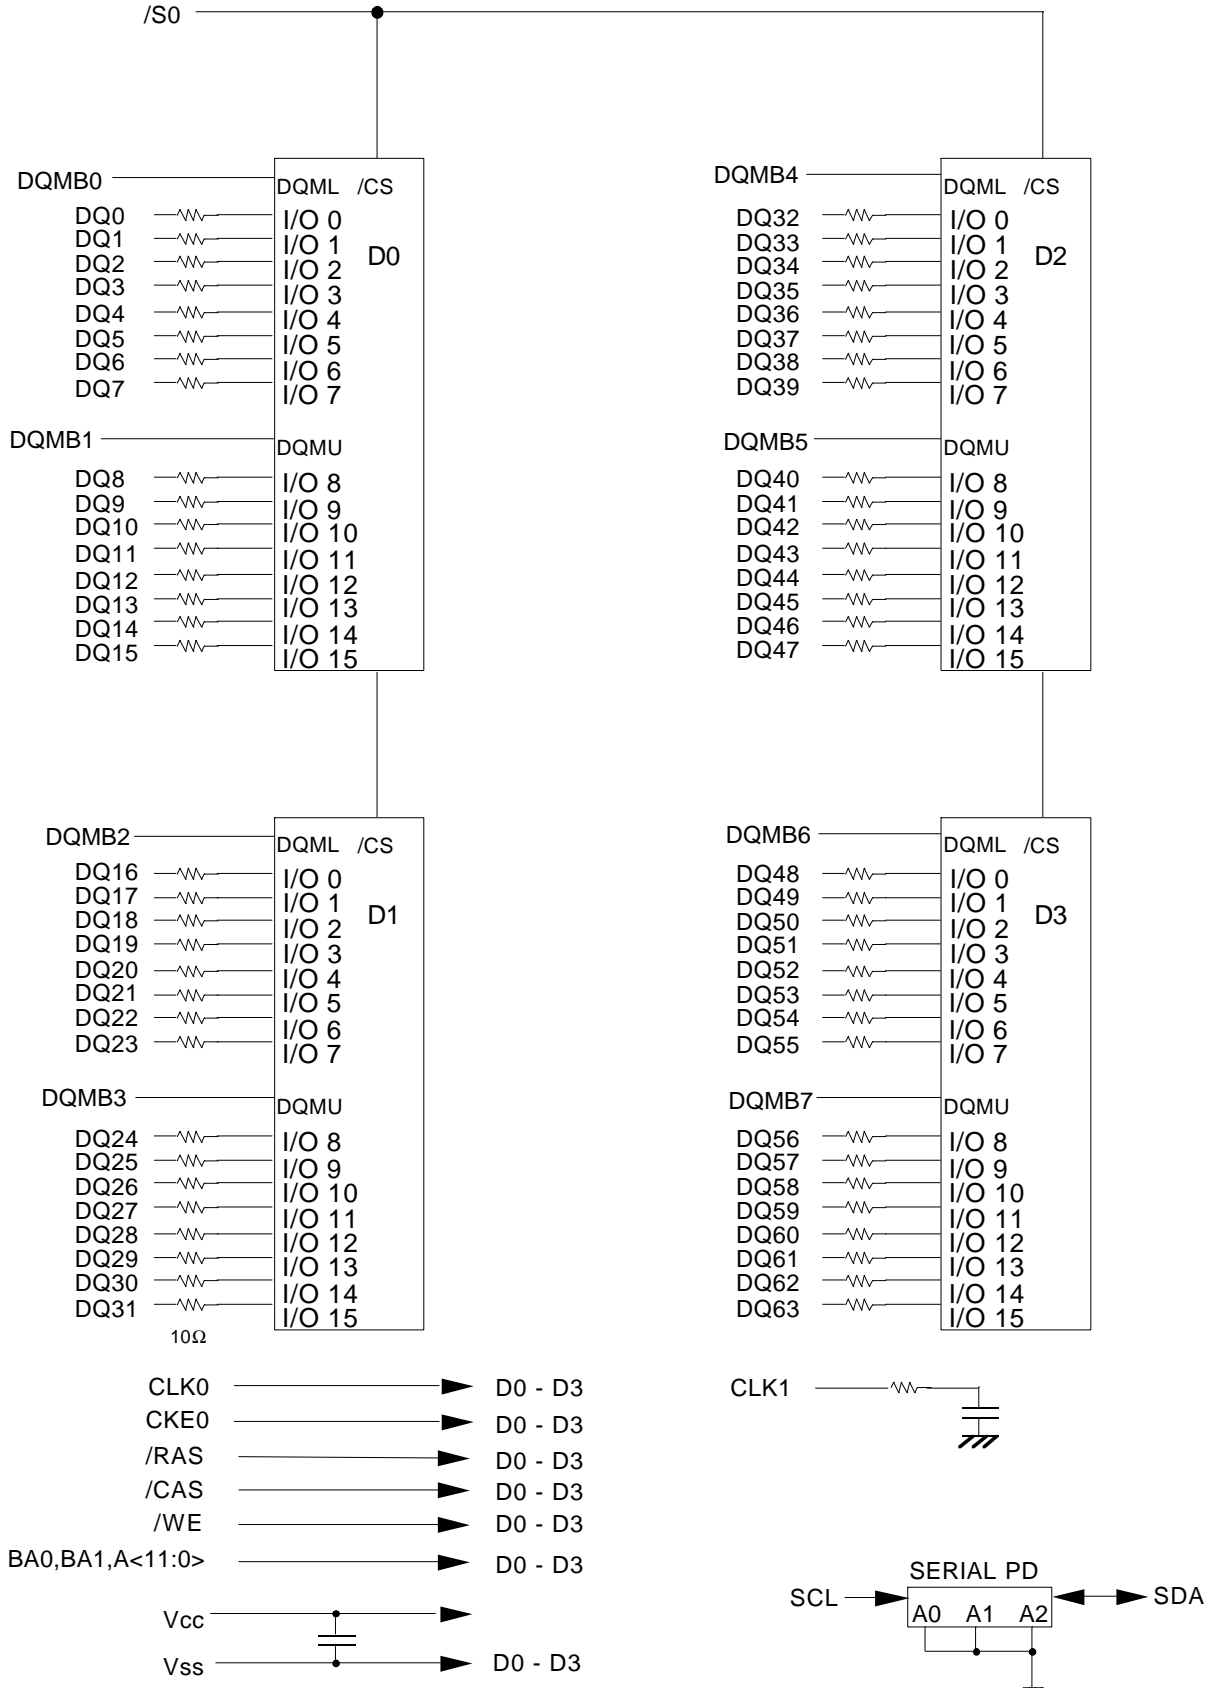 /S0
DQMB0
DQML /CS
DQ0 I/O 0
DQ1 I/O 1
D0
DQ2 I/O 2
DQ3 I/O 3
DQ4 I/O 4
DQ5 I/O 5
DQ6 I/O 6
DQ7 I/O 7
DQMB1
DQMU
DQ8 I/O 8
DQ9 I/O 9
DQ10 I/O 10
DQ11 I/O 11
DQ12 I/O 12
DQ13 I/O 13
DQ14 I/O 14
DQ15 I/O 15
DQMB4
DQML /CS
DQ32 I/O 0
DQ33 I/O 1
D2
DQ34 I/O 2
DQ35 I/O 3
DQ36 I/O 4
DQ37 I/O 5
DQ38 I/O 6
DQ39 I/O 7
DQMB5
DQMU
DQ40 I/O 8
DQ41 I/O 9
DQ42 I/O 10
DQ43 I/O 11
DQ44 I/O 12
DQ45 I/O 13
DQ46 I/O 14
DQ47 I/O 15
DQMB2
DQML /CS
DQ16 I/O 0
DQ17 I/O 1
D1
DQ18 I/O 2
DQ19 I/O 3
DQ20 I/O 4
DQ21 I/O 5
DQ22 I/O 6
DQ23 I/O 7
DQMB3
DQMU
DQ24 I/O 8
DQ25 I/O 9
DQ26 I/O 10
DQ27 I/O 11
DQ28 I/O 12
DQ29 I/O 13
DQ30 I/O 14
DQ31 I/O 15
10Ω
DQMB6
DQML /CS
DQ48 I/O 0
DQ49 I/O 1
D3
DQ50 I/O 2
DQ51 I/O 3
DQ52 I/O 4
DQ53 I/O 5
DQ54 I/O 6
DQ55 I/O 7
DQMB7
DQMU
DQ56 I/O 8
DQ57 I/O 9
DQ58 I/O 10
DQ59 I/O 11
DQ60 I/O 12
DQ61 I/O 13
DQ62 I/O 14
DQ63 I/O 15
CLK0 D0 - D3
CKE0 D0 - D3
/RAS D0 - D3
/CAS D0 - D3
/WE D0 - D3
BA0,BA1,A<11:0> D0 - D3
Vcc
Vss D0 - D3
CLK1
SERIAL PD
SCL SDA
A0 A1 A2